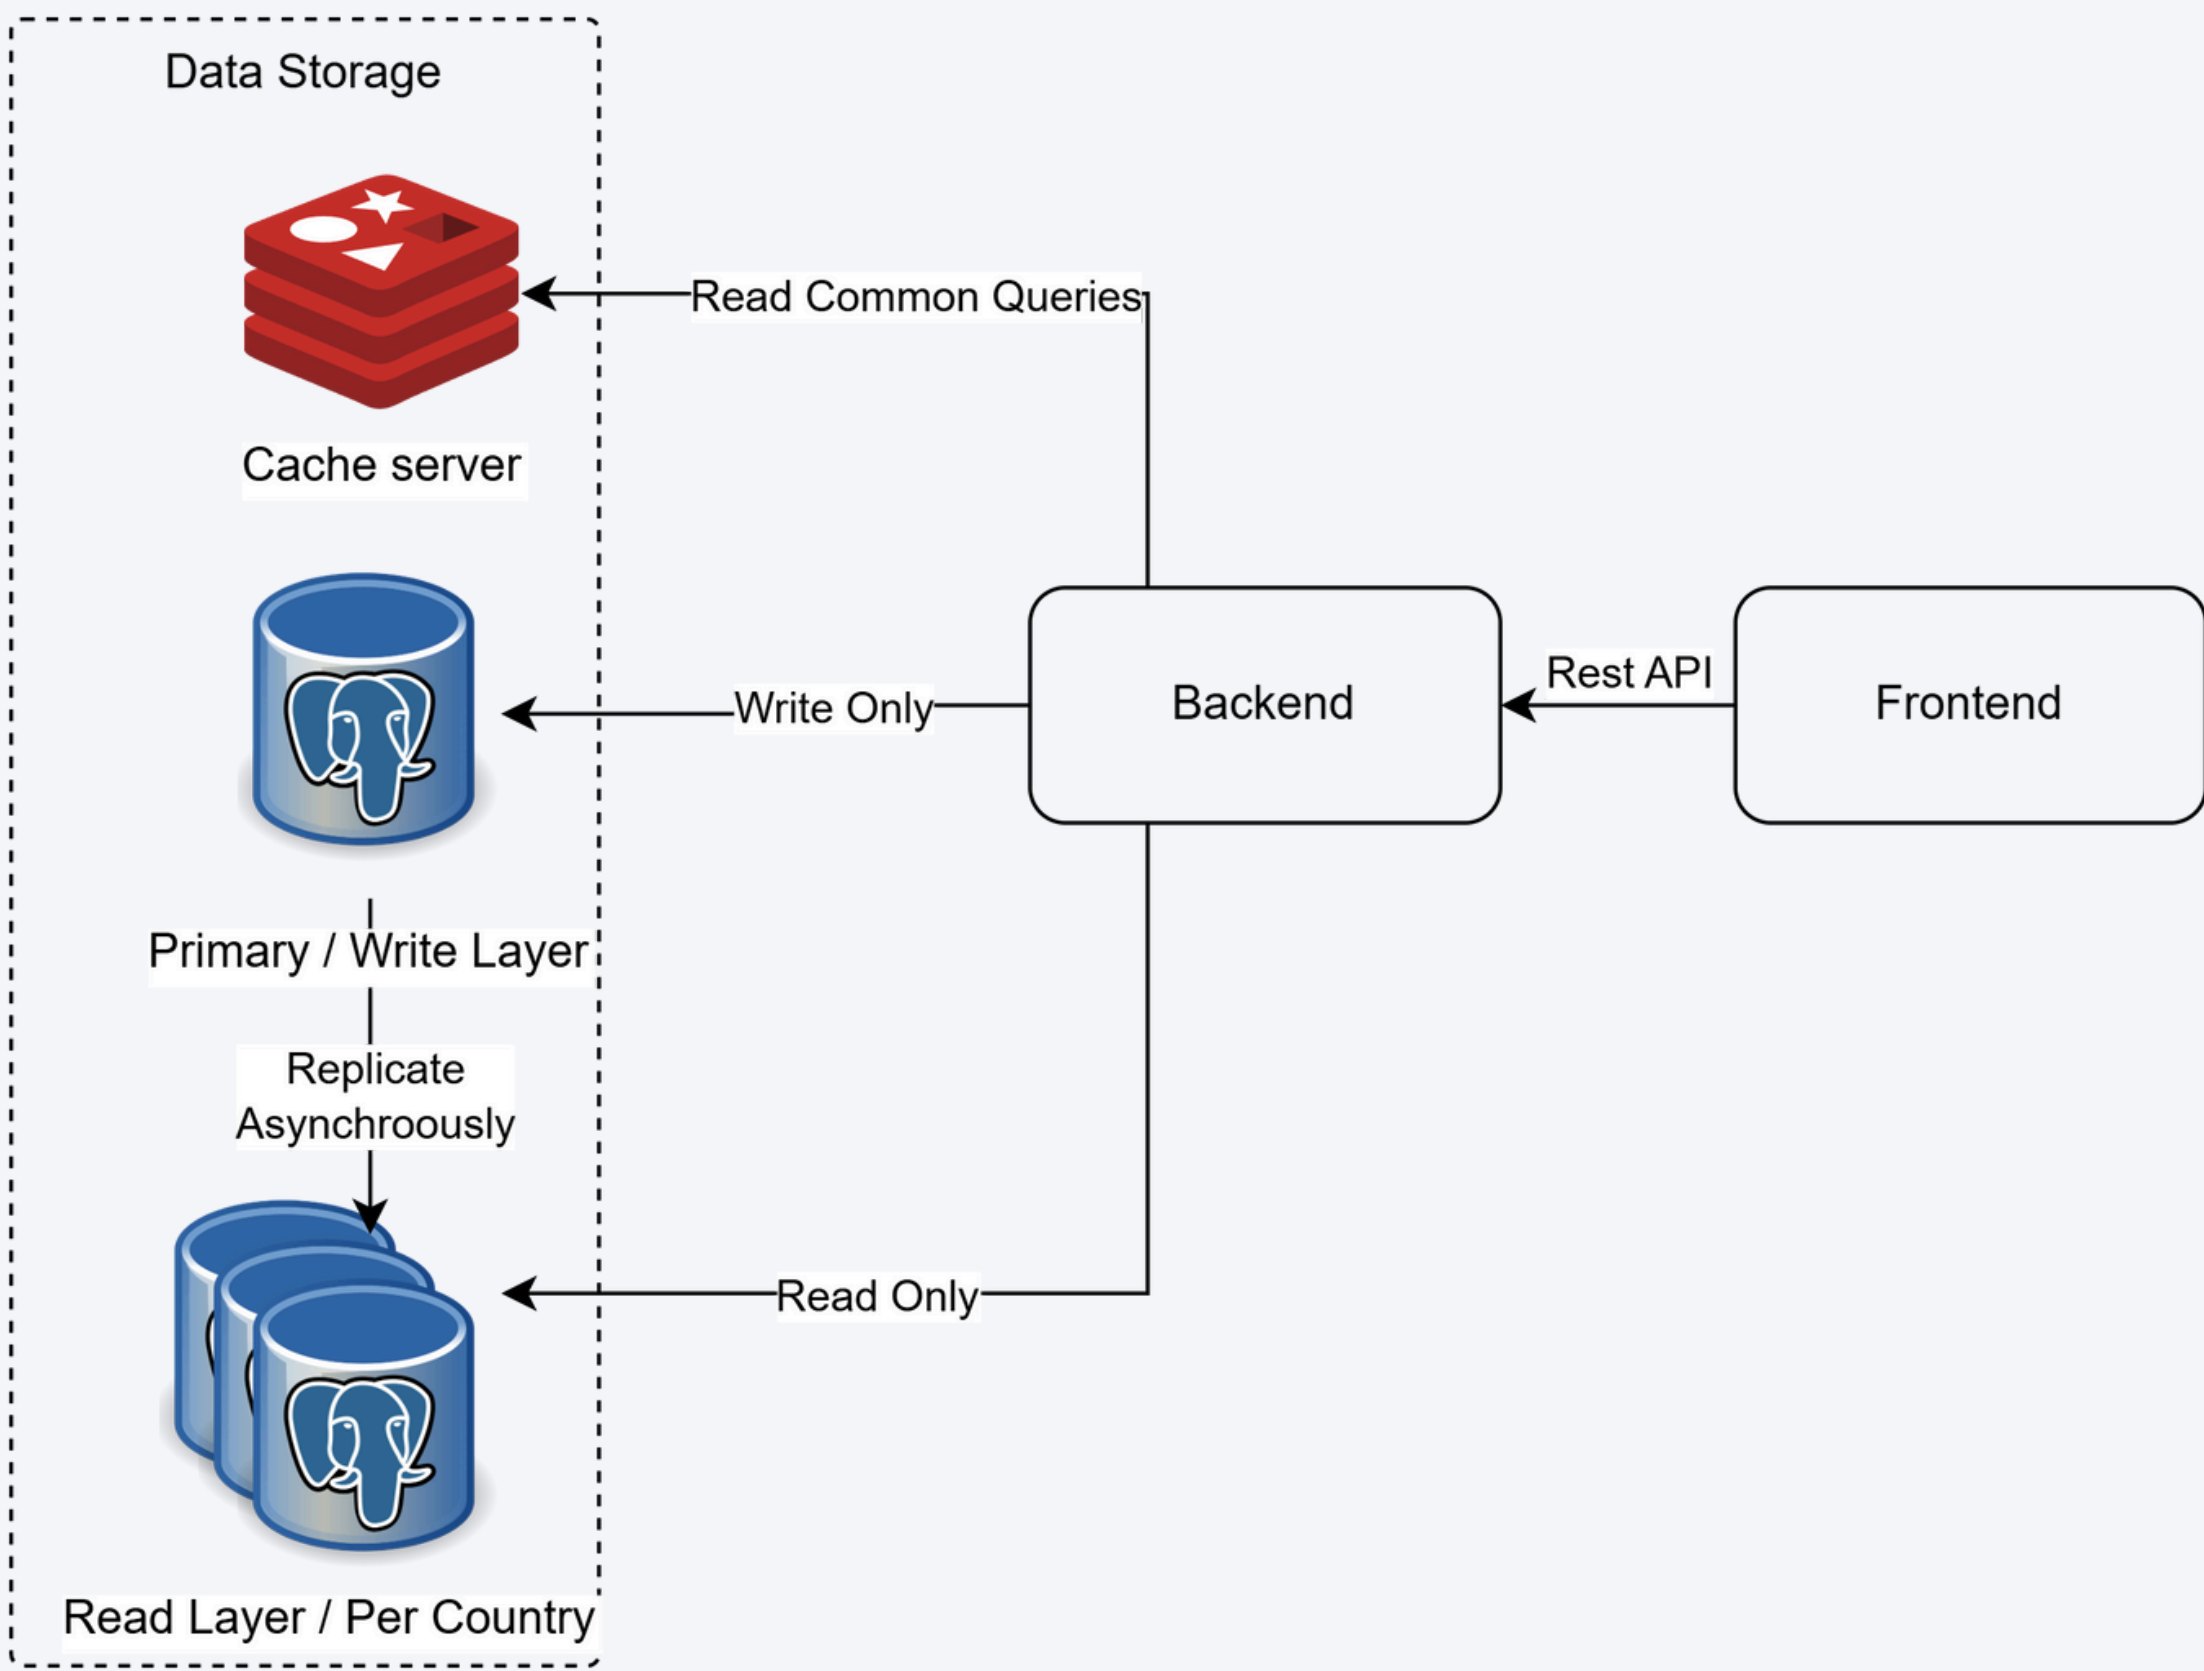 Data Storage
Read Common Queries
Cache server
Write Only
Backend
Rest API
Frontend
Primary / Write Layer
Replicate
Asynchroously
Read Only
Read Layer / Per Country